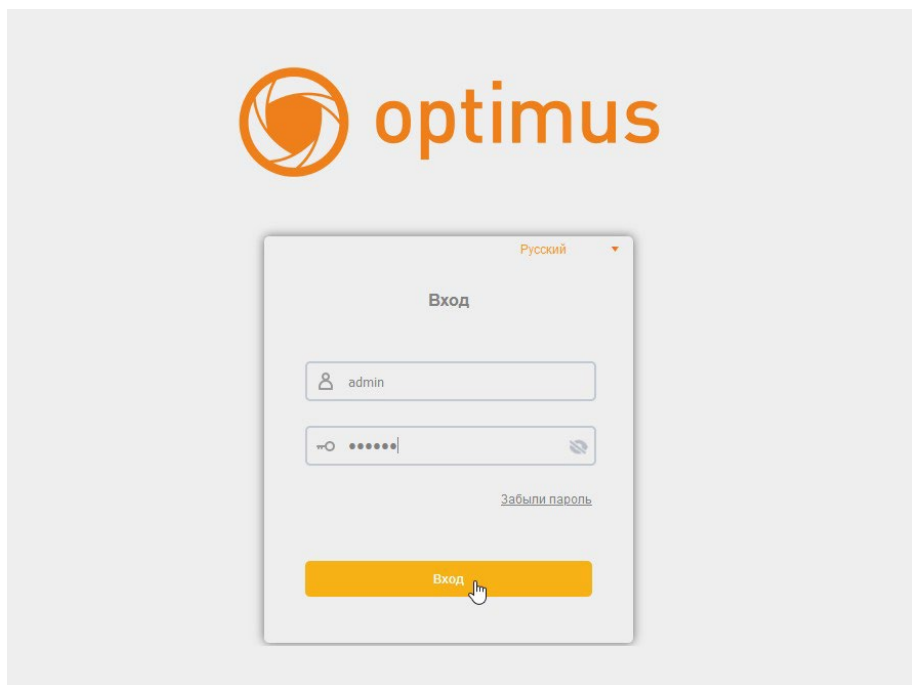 optimus
Русский
Вход
admin
••••••
Забыли пароль
Вход